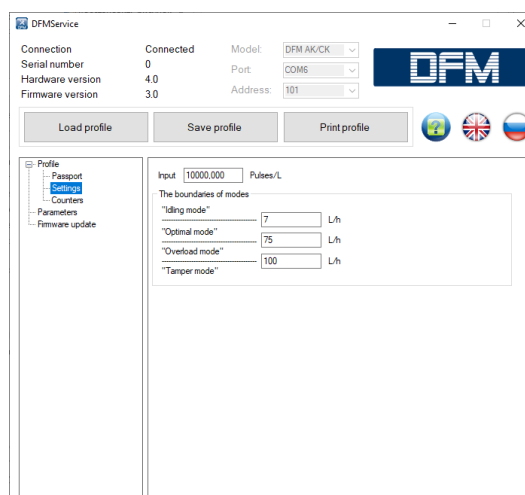 DFMService
Connection Connected Model: DFM AK/CK
Serial number 0 Port: COM6
Hardware version 4.0 Address: 101
Firmware version 3.0
DFM
Load profile Save profile Print profile
Profile
Passport
Settings
Counters
Parameters
Firmware update
Input 10000,000 Pulses/L
The boundaries of modes
"Idling mode"
7 L/h
"Optimal mode"
75 L/h
"Overload mode"
100 L/h
"Tamper mode"